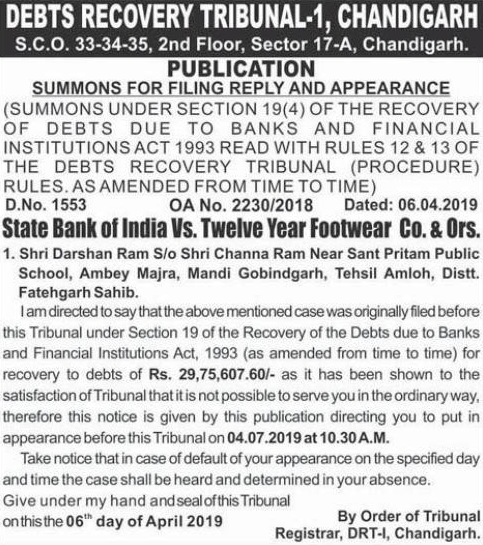 DEBTS RECOVERY TRIBUNAL-1, CHANDIGARH
S.C.O. 33-34-35, 2nd Floor, Sector 17-A, Chandigarh.
PUBLICATION
SUMMONS FOR FILING REPLY AND APPEARANCE
(SUMMONS UNDER SECTION 19(4) OF THE RECOVERY
OF DEBTS DUE TO BANKS AND FINANCIAL
INSTITUTIONS ACT 1993 READ WITH RULES 12 & 13 OF
THE DEBTS RECOVERY TRIBUNAL (PROCEDURE)
RULES. AS AMENDED FROM TIME TO TIME)
D.No. 1553 OA No. 2230/2018 Dated: 06.04.2019
State Bank of India Vs. Twelve Year Footwear Co. & Ors.
1. Shri Darshan Ram S/o Shri Channa Ram Near Sant Pritam Public
School, Ambey Majra, Mandi Gobindgarh, Tehsil Amloh, Distt.
Fatehgarh Sahib.
I am directed to say that the above mentioned case was originally filed before
this Tribunal under Section 19 of the Recovery of the Debts due to Banks
and Financial Institutions Act, 1993 (as amended from time to time) for
recovery to debts of Rs. 29,75,607.60/- as it has been shown to the
satisfaction of Tribunal that it is not possible to serve you in the ordinary way,
therefore this notice is given by this publication directing you to put in
appearance before this Tribunal on 04.07.2019 at 10.30 A.M.
Take notice that in case of default of your appearance on the specified day
and time the case shall be heard and determined in your absence.
Give under my hand and seal of this Tribunal
on this the 06th day of April 2019
By Order of Tribunal
Registrar, DRT-I, Chandigarh.